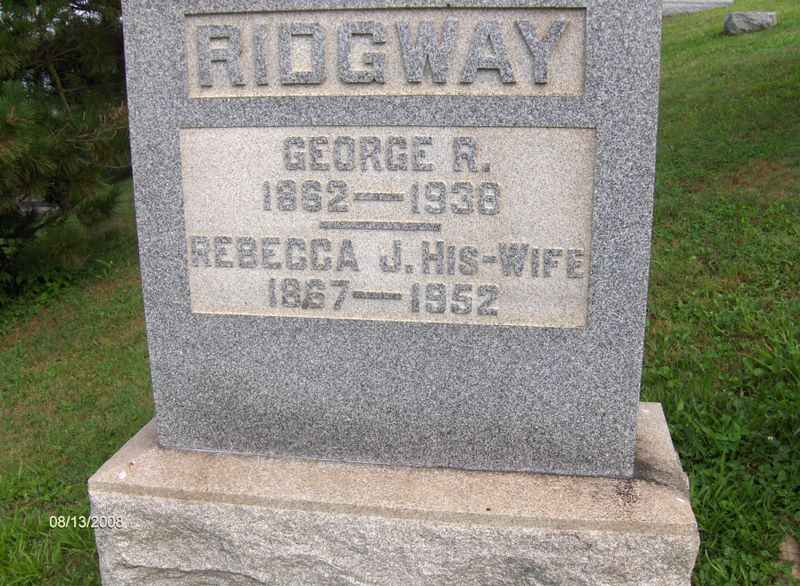 RIDGWAY
GEORGE R.
1862—1938
REBECCA J. HIS-WIFE
1867—1952
08/13/2008